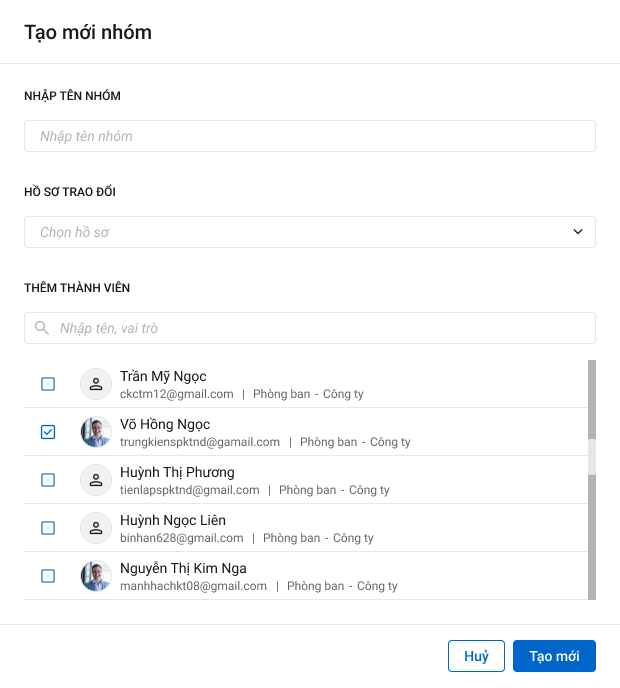 Tạo mới nhóm
NHẬP TÊN NHÓM
Nhập tên nhóm
HỒ SƠ TRAO ĐỔI
Chọn hồ sơ
THÊM THÀNH VIÊN
Nhập tên, vai trò
Trần Mỹ Ngọc
ckctm12@gmail.com | Phòng ban - Công ty
Võ Hồng Ngọc
trungkienspktnd@gamail.com | Phòng ban - Công ty
Huỳnh Thị Phương
tienlapspktnd@gmail.com | Phòng ban - Công ty
Huỳnh Ngọc Liên
binhan628@gmail.com | Phòng ban - Công ty
Nguyễn Thị Kim Nga
manhhachkt08@gmail.com | Phòng ban - Công ty
Huỷ Tạo mới